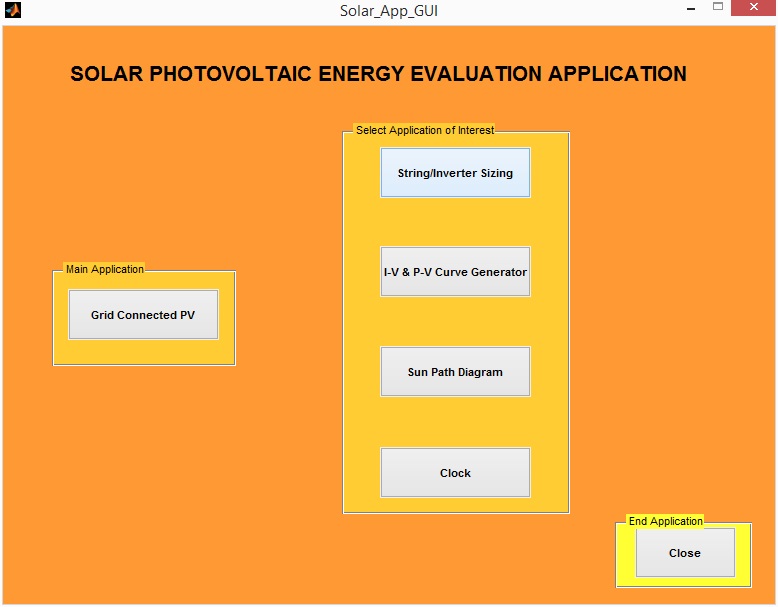 Solar_App_GUI
SOLAR PHOTOVOLTAIC ENERGY EVALUATION APPLICATION
Select Application of Interest
String/Inverter Sizing
I-V & P-V Curve Generator
Main Application
Grid Connected PV
Sun Path Diagram
Clock
End Application
Close